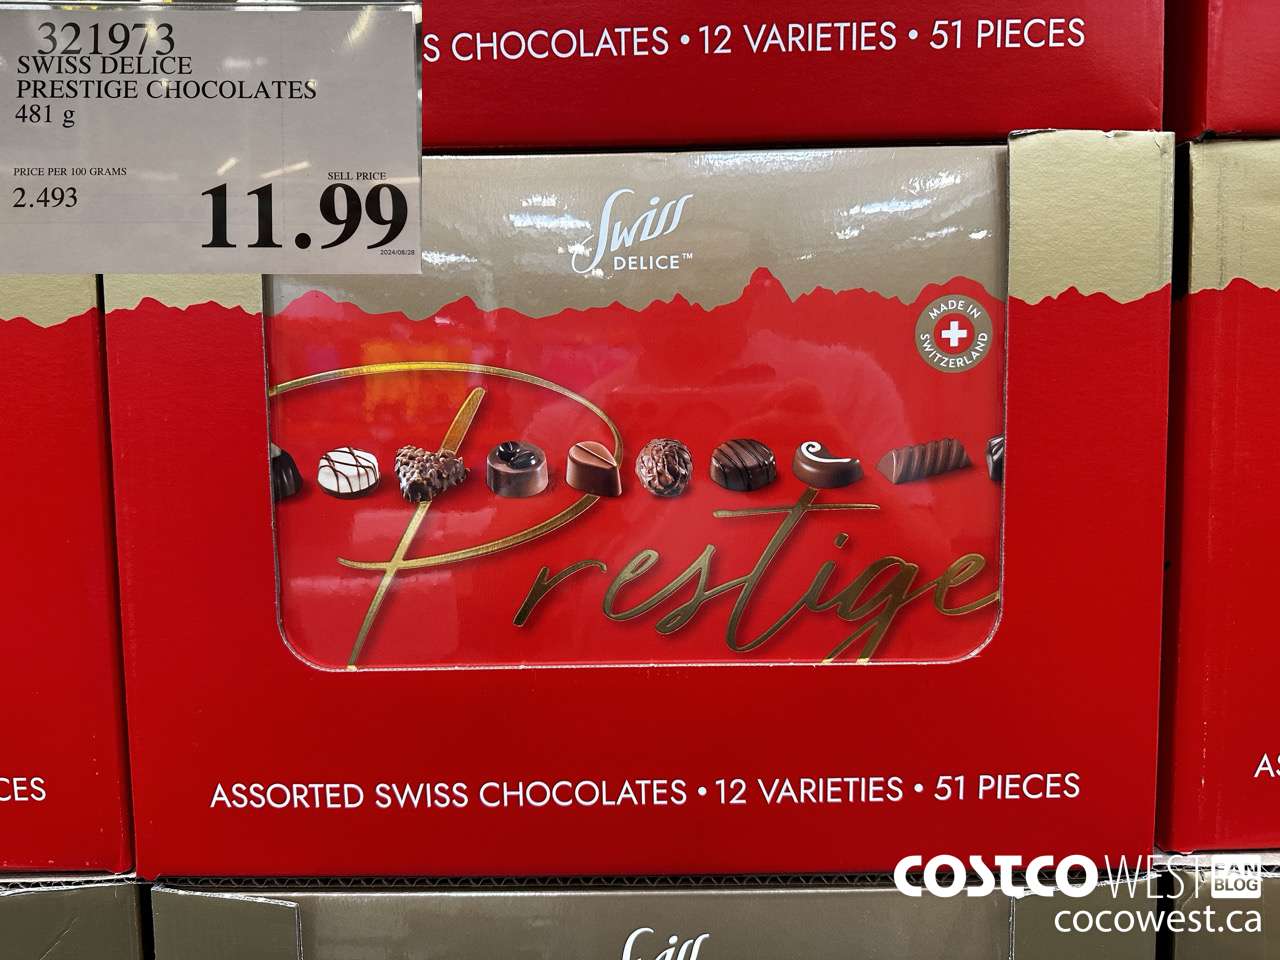 321973
SWISS DELICE
PRESTIGE CHOCOLATES
481 g
PRICE PER 100 GRAMS
2.493
SELL PRICE
11.99
2024/08/28
S CHOCOLATES • 12 VARIETIES • 51 PIECES
Swiss
DELICE™
MADE IN SWITZERLAND
Prestige
CES
ASSORTED SWISS CHOCOLATES • 12 VARIETIES • 51 PIECES
AS
COSTCO WEST FAN BLOG
cocowest.ca
Swiss